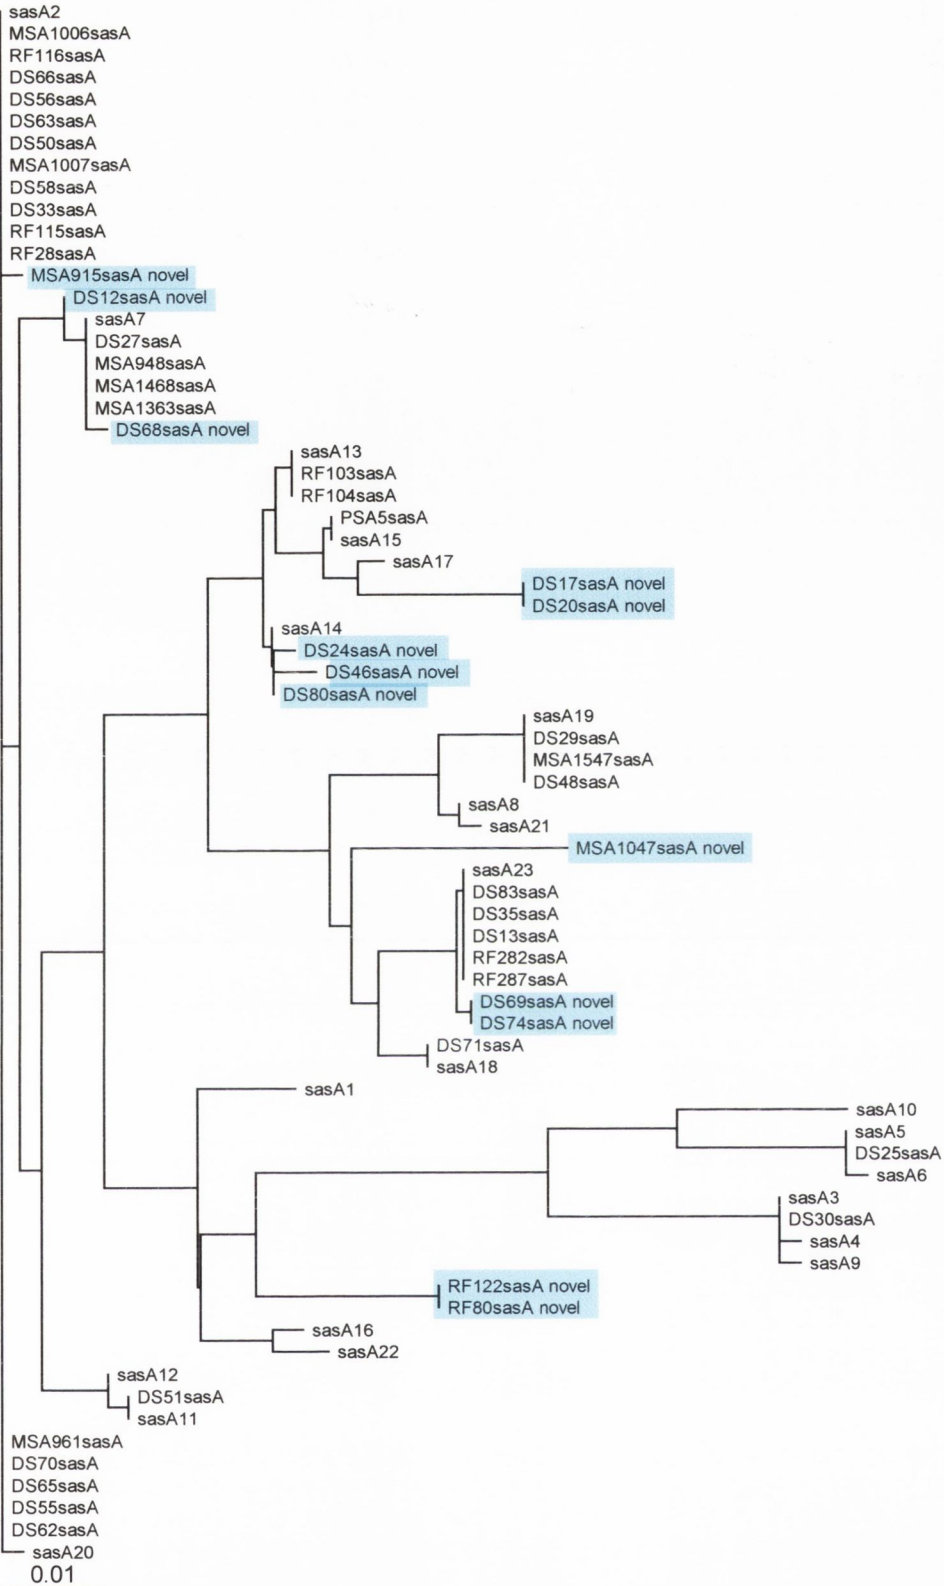 sasA2
MSA1006sasA
RF116sasA
DS66sasA
DS56sasA
DS63sasA
DS50sasA
MSA1007sasA
DS58sasA
DS33sasA
RF115sasA
RF28sasA
MSA915sasA novel
DS12sasA novel
sasA7
DS27sasA
MSA948sasA
MSA1468sasA
MSA1363sasA
DS68sasA novel
sasA13
RF103sasA
RF104sasA
PSA5sasA
sasA15
sasA17
DS17sasA novel
DS20sasA novel
sasA14
DS24sasA novel
DS46sasA novel
DS80sasA novel
sasA19
DS29sasA
MSA1547sasA
DS48sasA
sasA8
sasA21
MSA1047sasA novel
sasA23
DS83sasA
DS35sasA
DS13sasA
RF282sasA
RF287sasA
DS69sasA novel
DS74sasA novel
DS71sasA
sasA18
sasA1
sasA10
sasA5
DS25sasA
sasA6
sasA3
DS30sasA
sasA4
sasA9
RF122sasA novel
RF80sasA novel
sasA16
sasA22
sasA12
DS51sasA
sasA11
MSA961sasA
DS70sasA
DS65sasA
DS55sasA
DS62sasA
sasA20
0.01